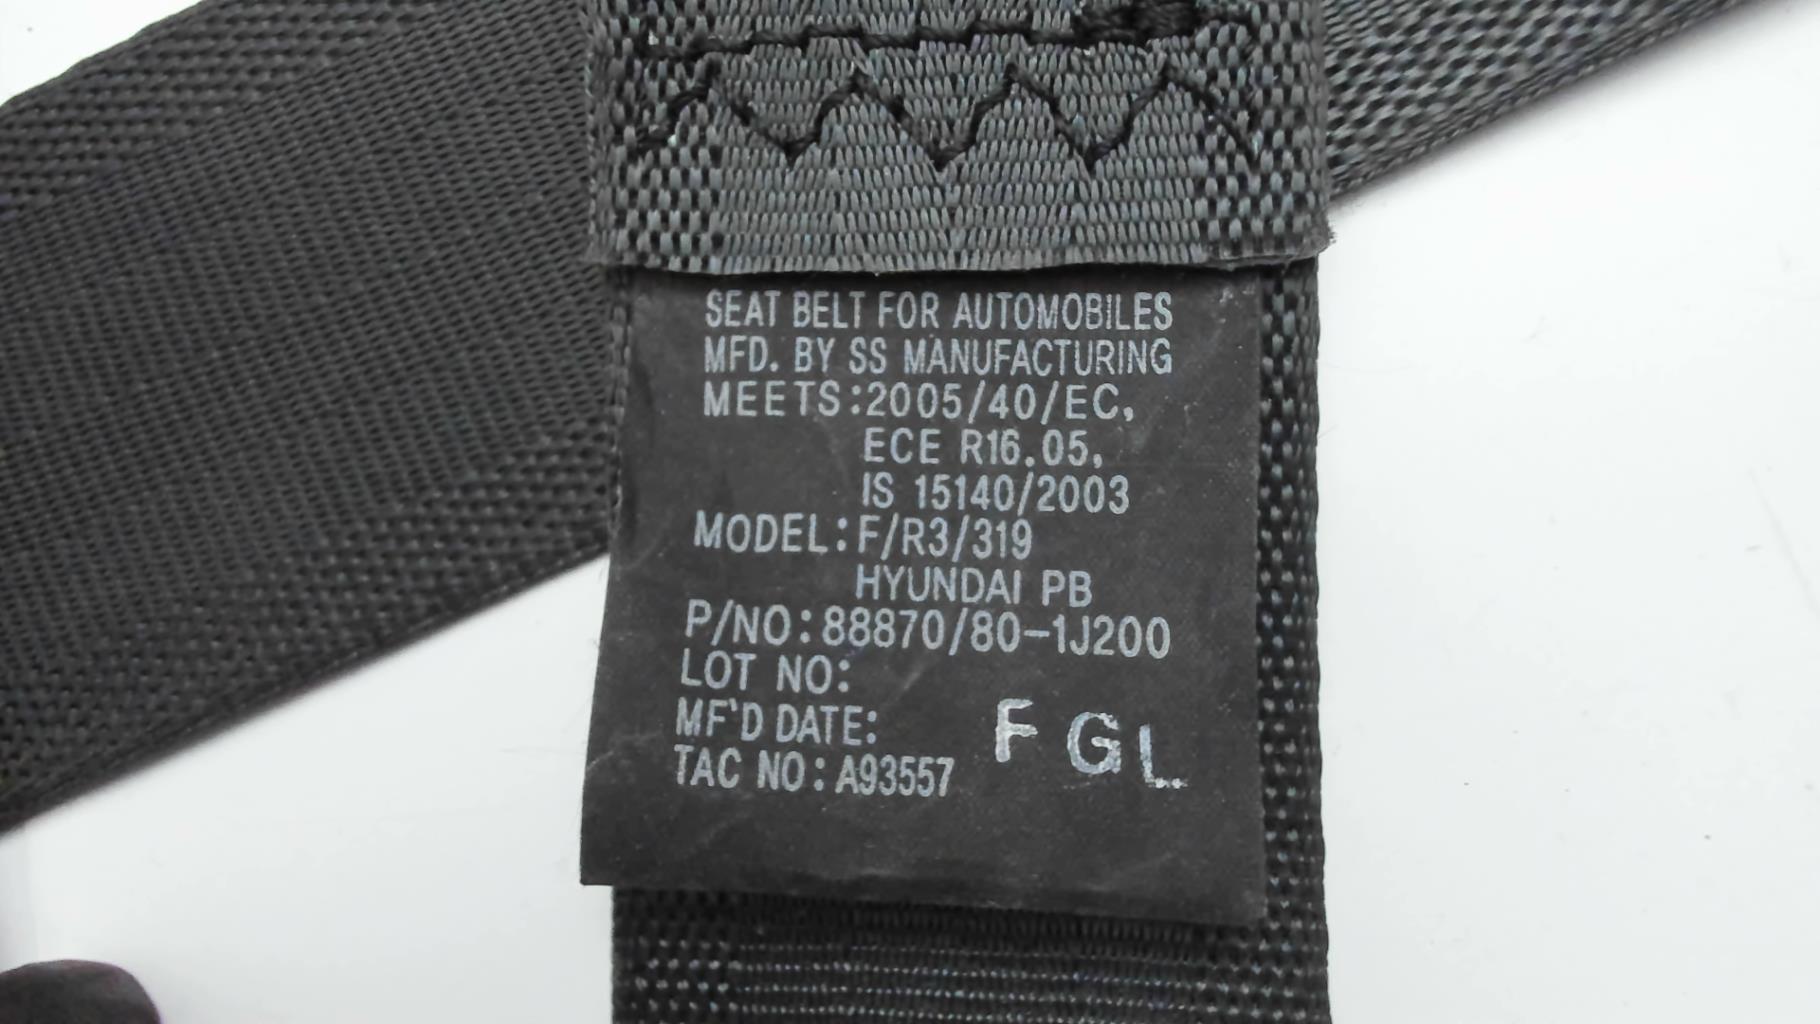 SEAT BELT FOR AUTOMOBILES
MFD. BY SS MANUFACTURING
MEETS:2005/40/EC,
ECE R16.05,
IS 15140/2003
MODEL:F/R3/319
HYUNDAI PB
P/NO:88870/80-1J200
LOT NO:
MF'D DATE: FGL
TAC NO:A93557